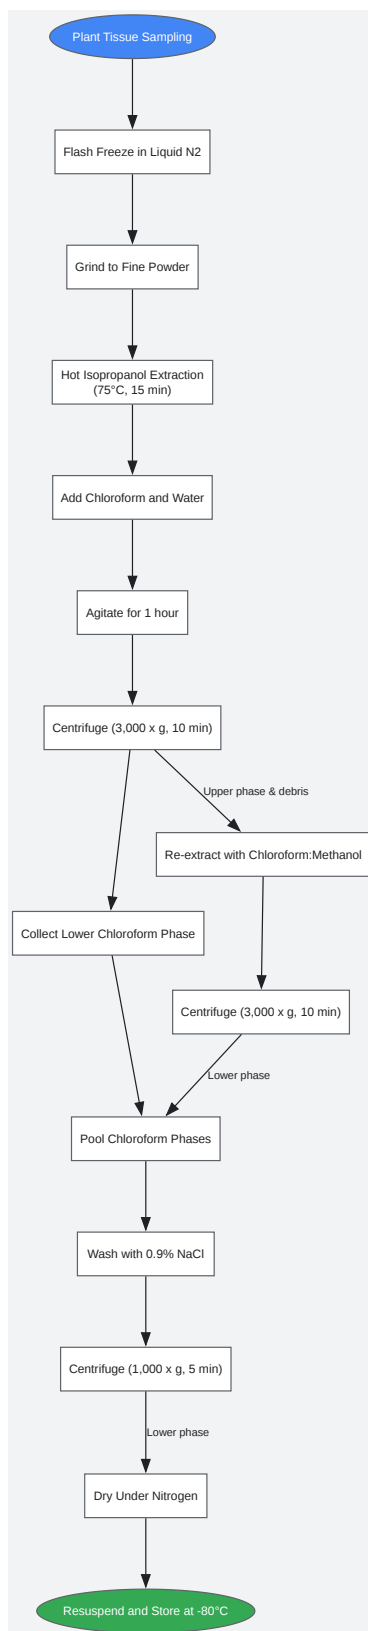 Plant Tissue Sampling
Flash Freeze in Liquid N2
Grind to Fine Powder
Hot Isopropanol Extraction
(75°C, 15 min)
Add Chloroform and Water
Agitate for 1 hour
Centrifuge (3,000 x g, 10 min)
Upper phase & debris
Re-extract with Chloroform:Methanol
Collect Lower Chloroform Phase
Centrifuge (3,000 x g, 10 min)
Lower phase
Pool Chloroform Phases
Wash with 0.9% NaCl
Centrifuge (1,000 x g, 5 min)
Lower phase
Dry Under Nitrogen
Resuspend and Store at -80°C